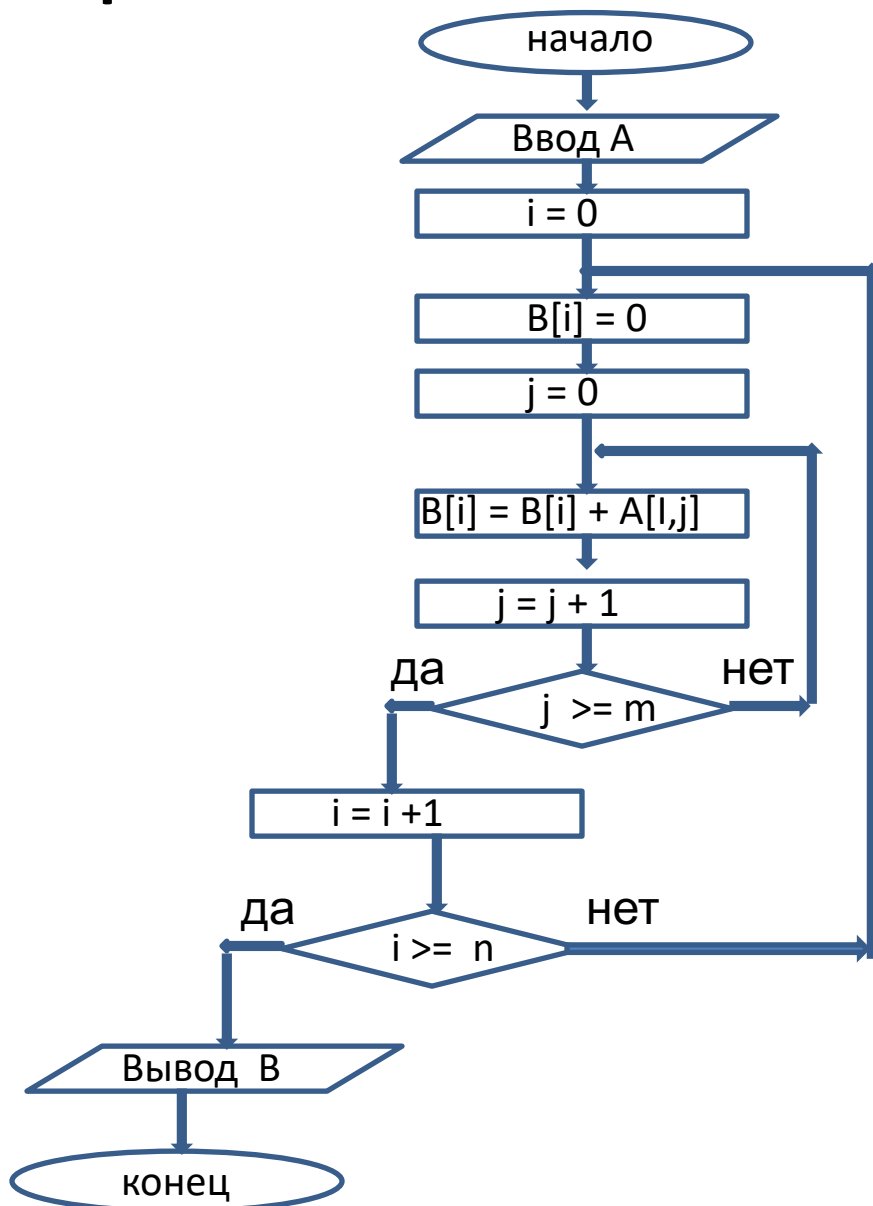 начало
Ввод A
i = 0
B[i] = 0
j = 0
B[i] = B[i] + A[I,j]
j = j + 1
да
нет
j >= m
i = i +1
да
нет
i >= n
Вывод B
конец